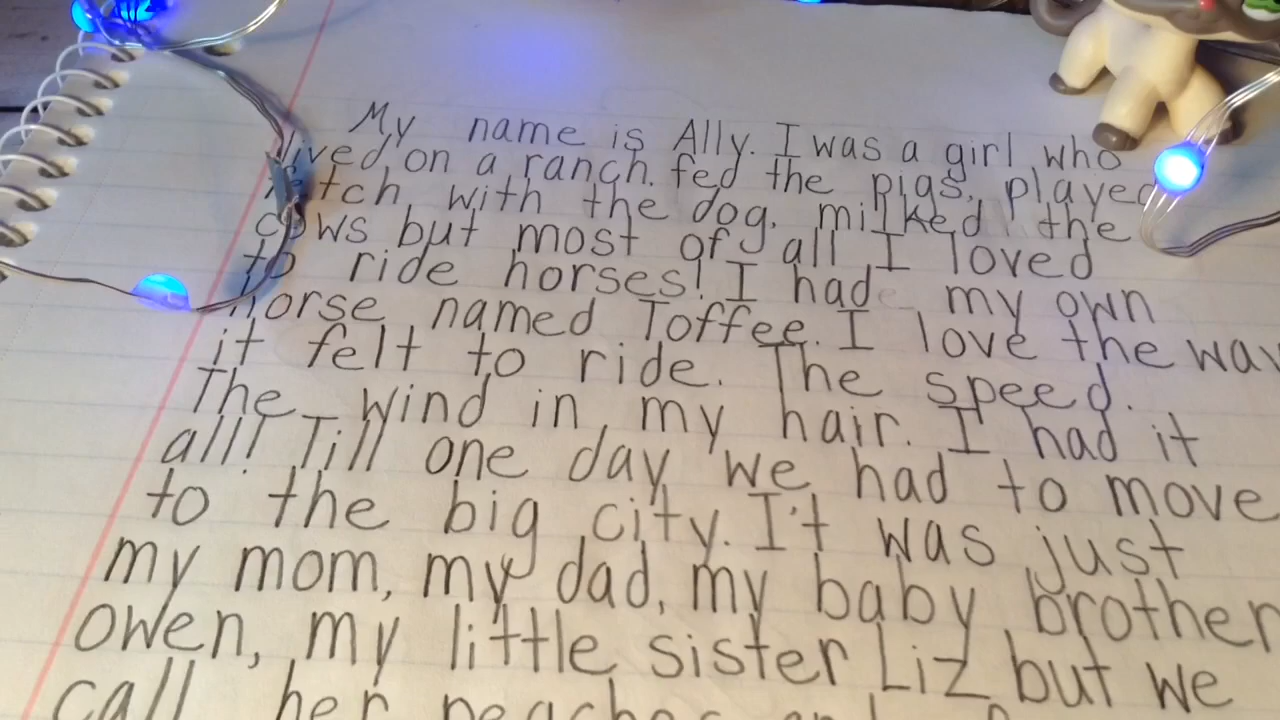 My name is Ally. I was a girl who
lived on a ranch. fed the pigs, played
fetch with the dog, milked the
cows but most of all I loved
to ride horses! I had my own
horse named Toffee. I love the way
it felt to ride. The speed.
The wind in my hair. I had it
all! Till one day we had to move
to the big city. It was just
my mom, my dad, my baby brother
owen, my little sister Liz but we
call her peaches and